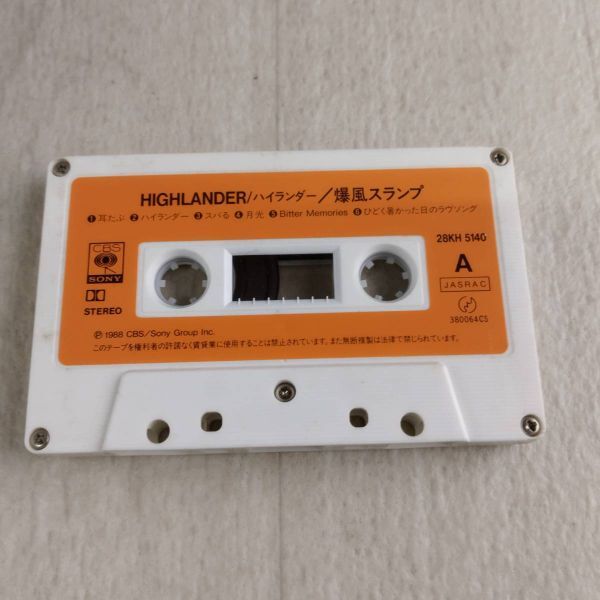 HIGHLANDER/ハイランダー/爆風スランプ
❶耳たぶ ❷ハイランダー ❸スパる ❹月光 ❺Bitter Memories ❻ひどく暑かった日のラヴソング
28KH 5140
CBS
SONY
A
JASRAC
STEREO
380064CS
Ⓟ1988 CBS/Sony Group Inc.
このテープを権利者の許諾なく賃貸業に使用することは禁止されています。また無断複製は法律で禁じられています。